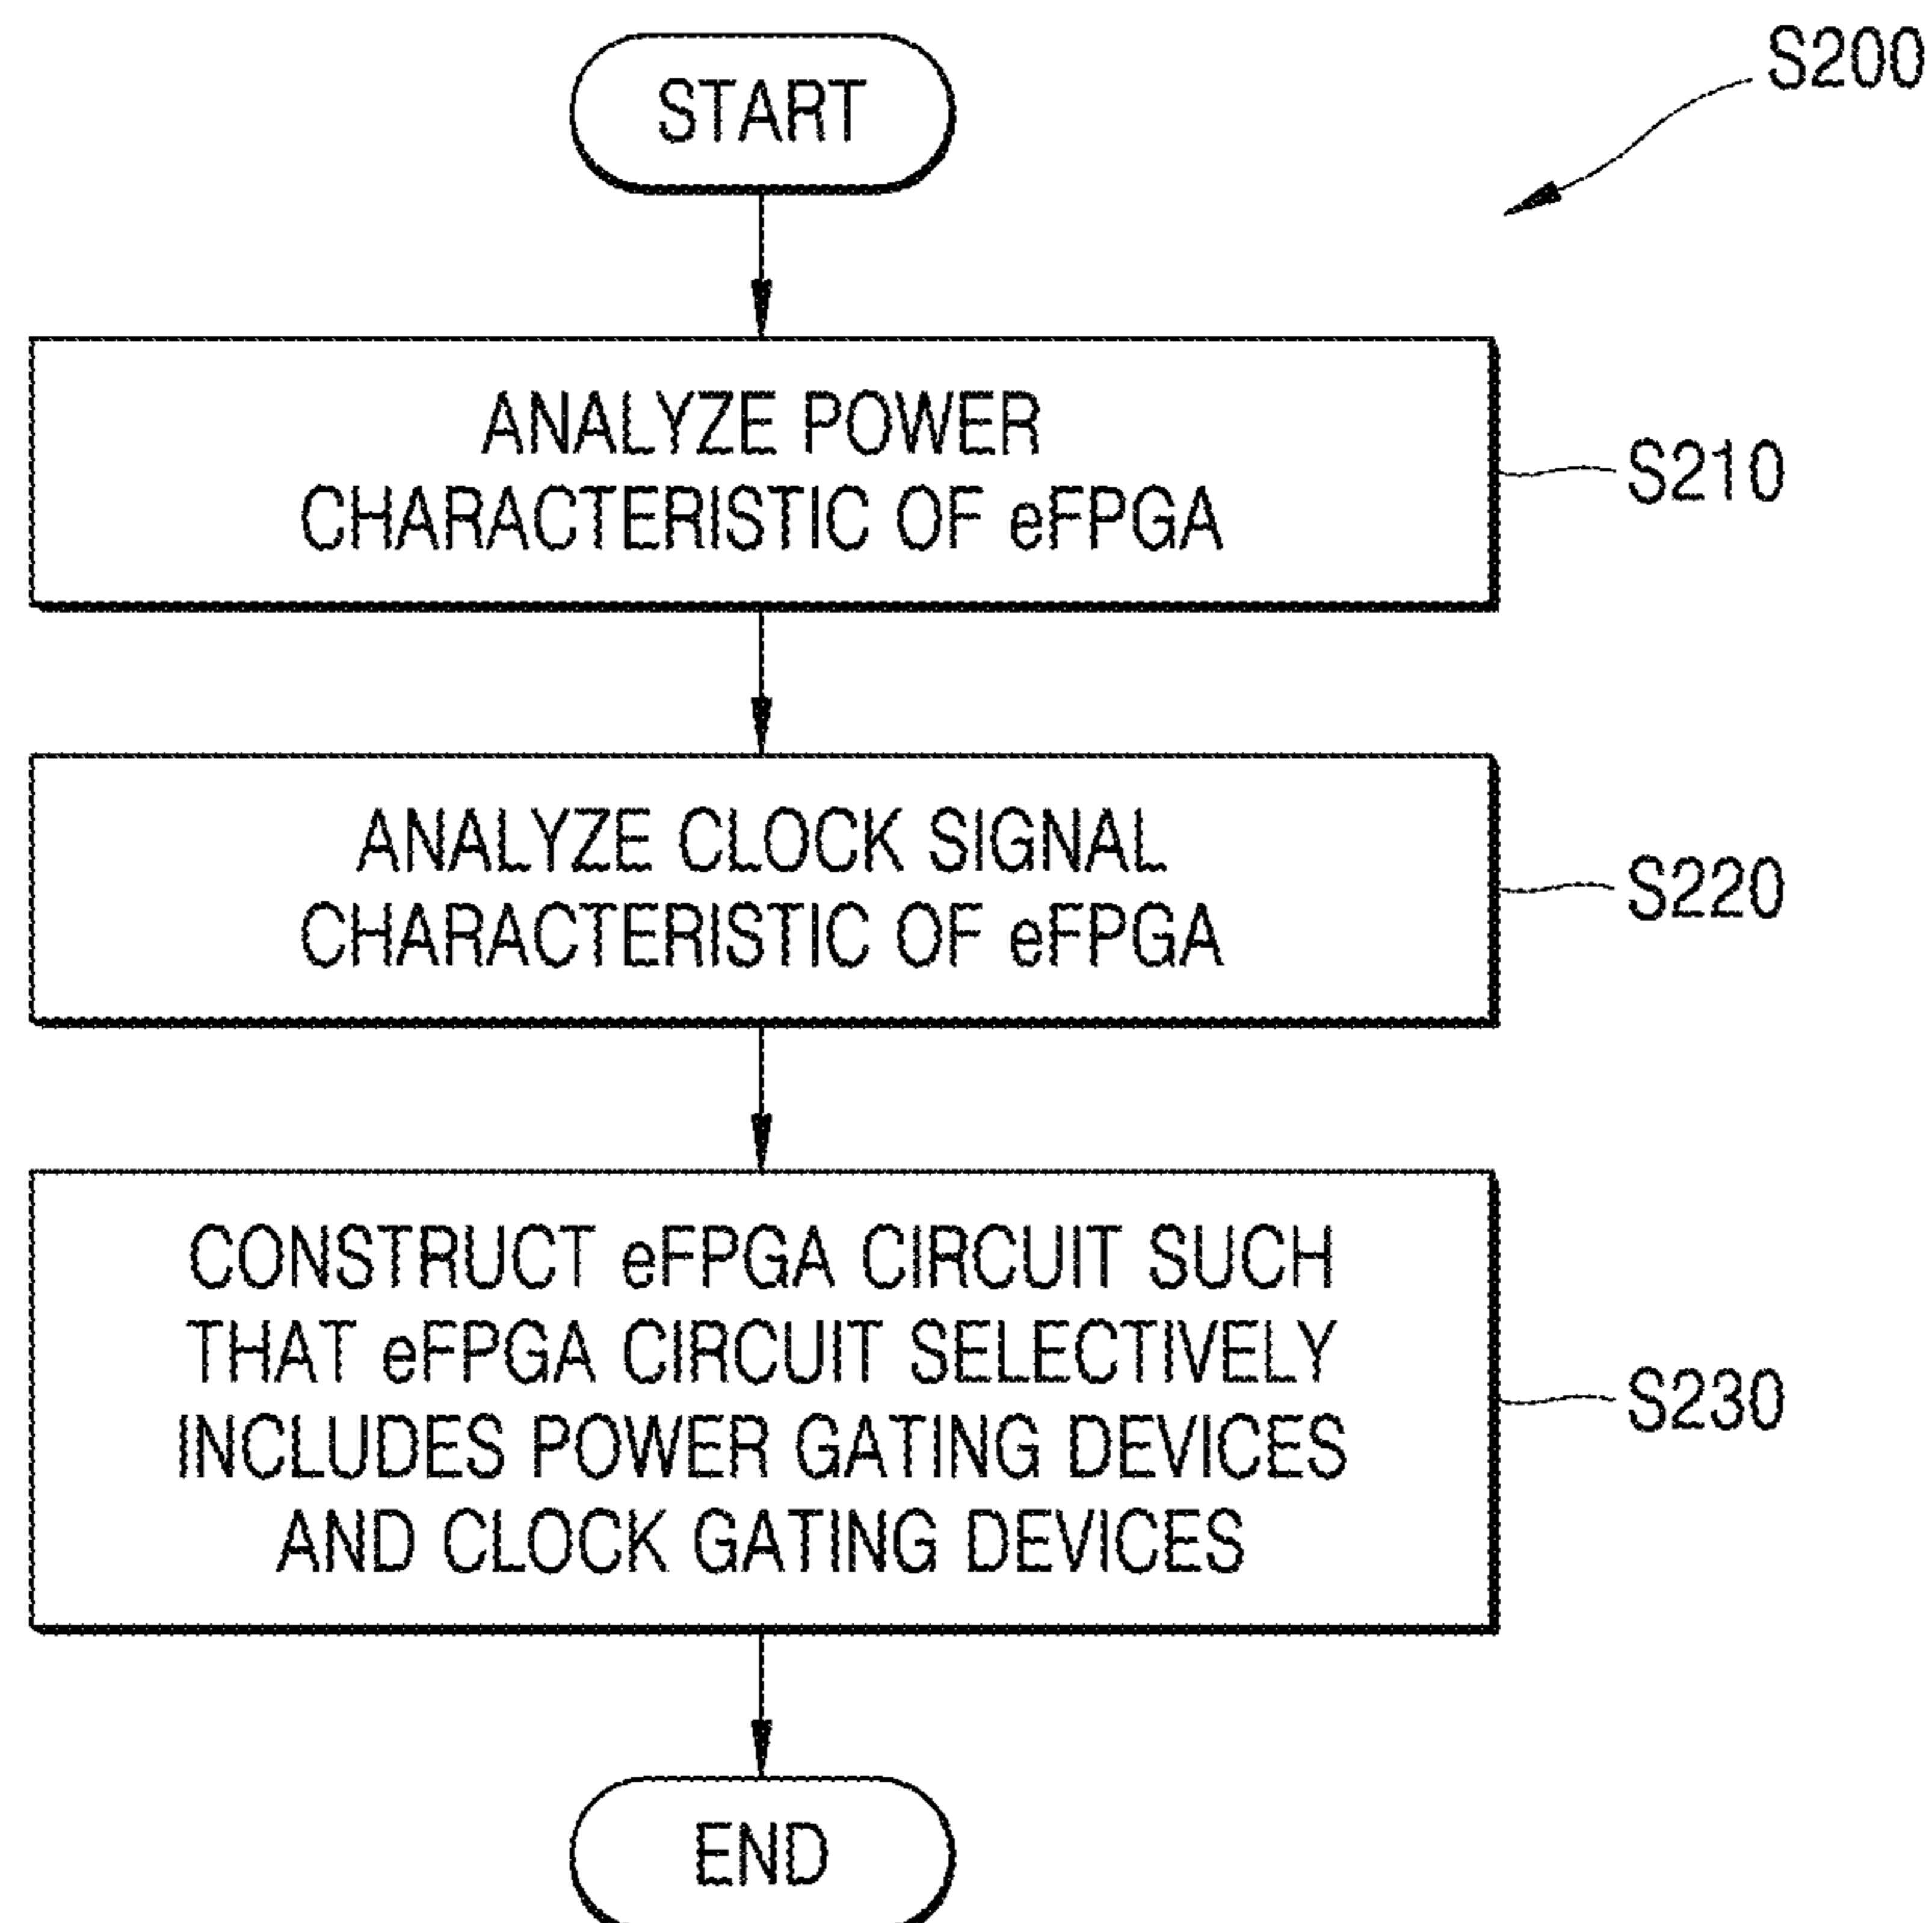 START
S200
ANALYZE POWER
CHARACTERISTIC OF eFPGA
S210
ANALYZE CLOCK SIGNAL
CHARACTERISTIC OF eFPGA
S220
CONSTRUCT eFPGA CIRCUIT SUCH
THAT eFPGA CIRCUIT SELECTIVELY
INCLUDES POWER GATING DEVICES
AND CLOCK GATING DEVICES
S230
END